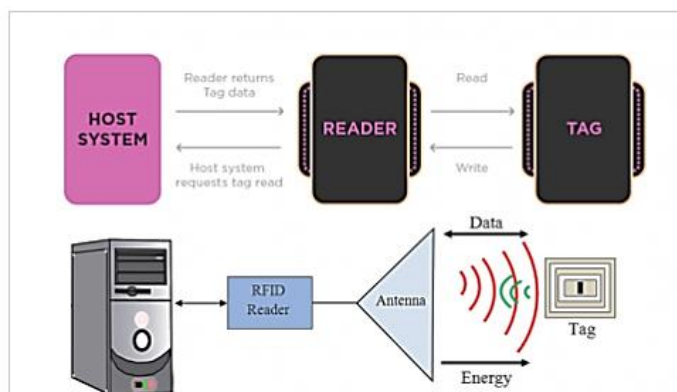 Reader returns
Tag data
Read
HOST
SYSTEM
READER
TAG
Host system
requests tag read
Write
Data
RFID
Reader
Antenna
Tag
Energy